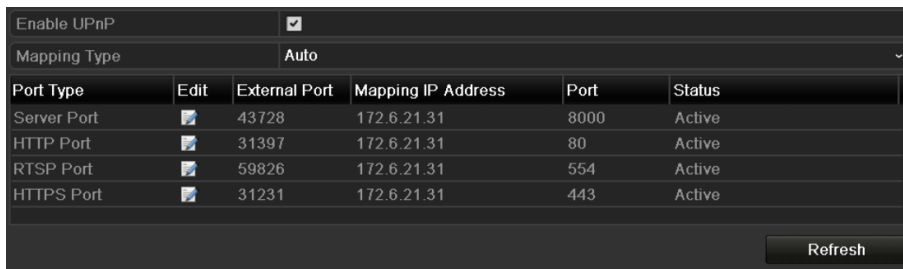 Enable UPnP
Mapping Type Auto
Port Type Edit External Port Mapping IP Address Port Status
Server Port 43728 172.6.21.31 8000 Active
HTTP Port 31397 172.6.21.31 80 Active
RTSP Port 59826 172.6.21.31 554 Active
HTTPS Port 31231 172.6.21.31 443 Active
Refresh